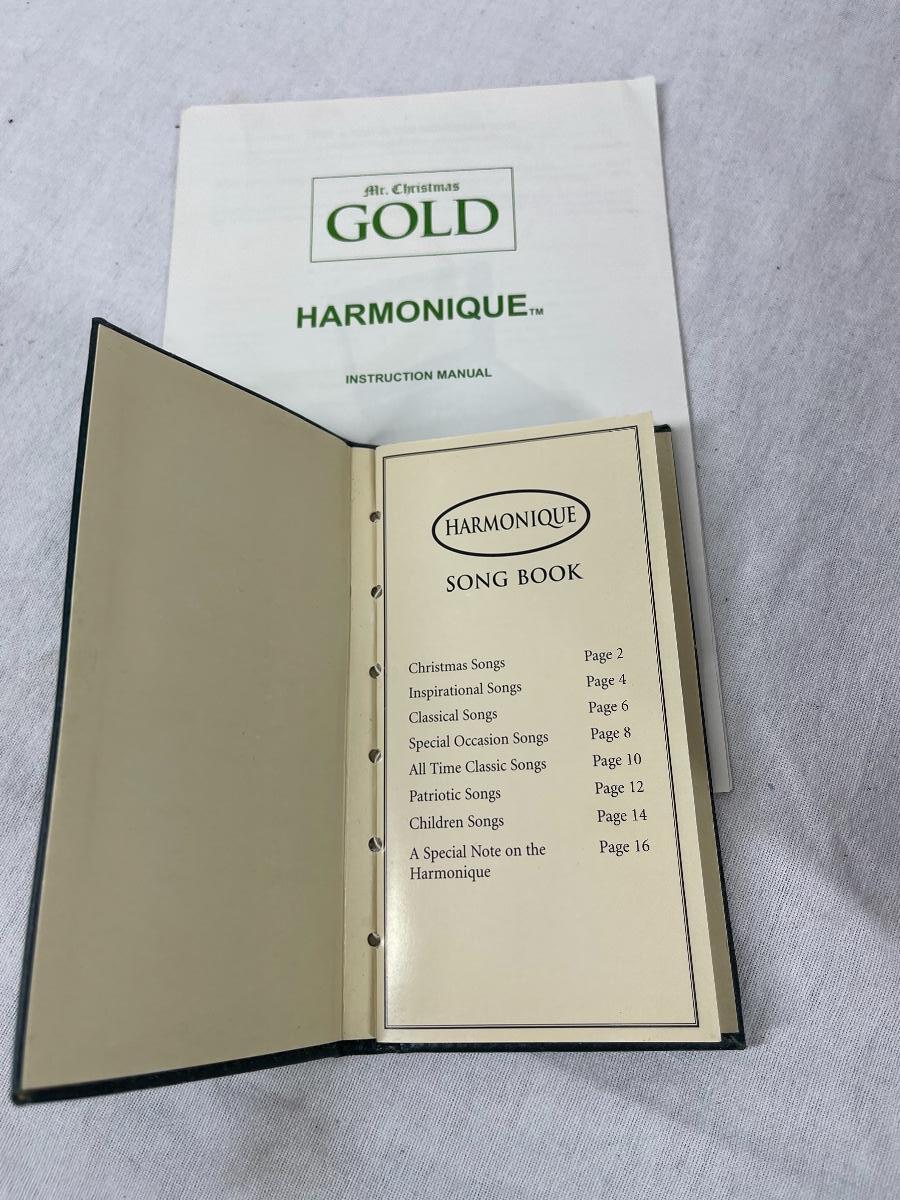 Mr. Christmas
GOLD
HARMONIQUE™
INSTRUCTION MANUAL
HARMONIQUE
SONG BOOK
Christmas Songs Page 2
Inspirational Songs Page 4
Classical Songs Page 6
Special Occasion Songs Page 8
All Time Classic Songs Page 10
Patriotic Songs Page 12
Children Songs Page 14
A Special Note on the Page 16
Harmonique